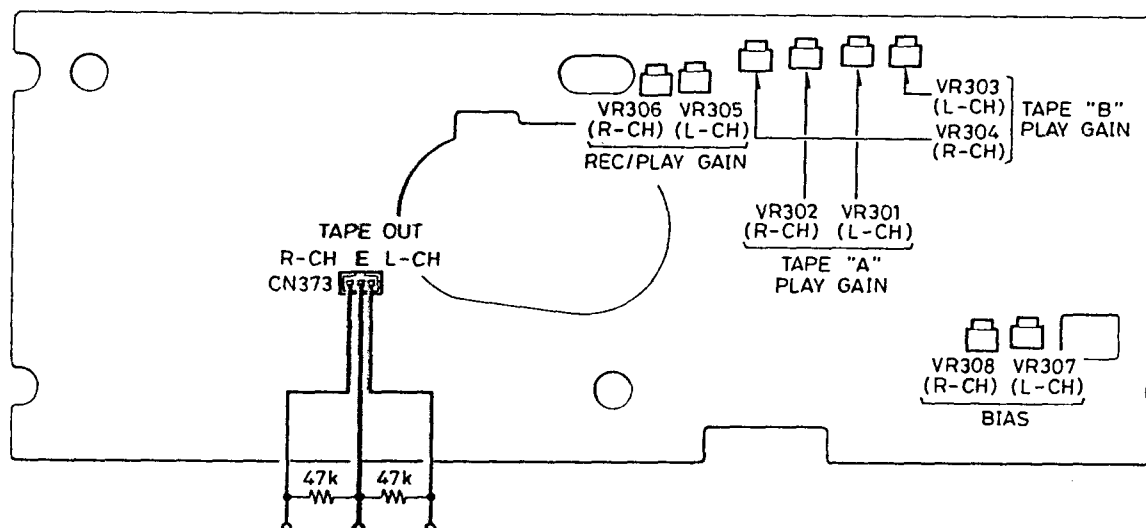 VR306 VR305
(R-CH) (L-CH)
REC/PLAY GAIN
VR303
(L-CH)
VR304
(R-CH)
TAPE "B"
PLAY GAIN
VR302 VR301
(R-CH) (L-CH)
TAPE "A"
PLAY GAIN
TAPE OUT
R-CH E L-CH
CN373
VR308 VR307
(R-CH) (L-CH)
BIAS
47k 47k